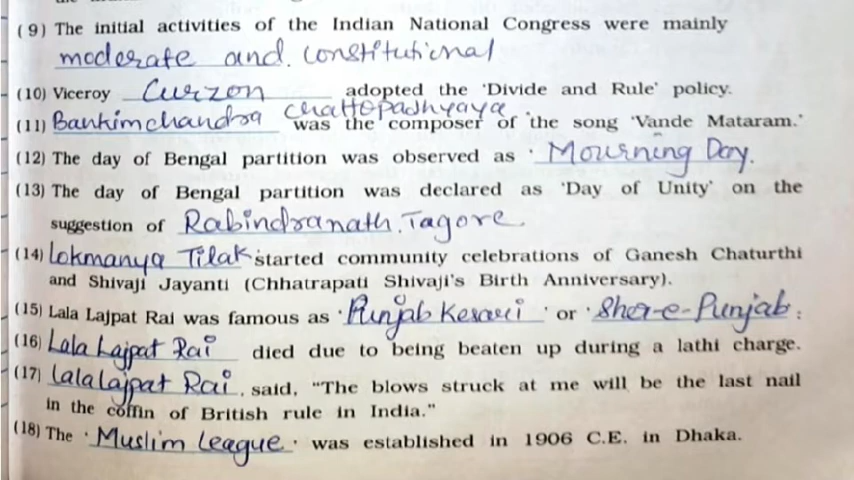 (9) The initial activities of the Indian National Congress were mainly
moderate and constitutional
(10) Viceroy Curzon adopted the 'Divide and Rule' policy.
(11) Bankimchandra Chattopadhyaya was the composer of the song 'Vande Mataram.'
(12) The day of Bengal partition was observed as 'Mourning Day.
(13) The day of Bengal partition was declared as 'Day of Unity' on the
suggestion of Rabindranath Tagore
(14) Lokmanya Tilak started community celebrations of Ganesh Chaturthi
and Shivaji Jayanti (Chhatrapati Shivaji's Birth Anniversary).
(15) Lala Lajpat Rai was famous as 'Punjab Kesari' or 'Sher-e-Punjab.
(16) Lala Lajpat Rai died due to being beaten up during a lathi charge.
(17) lala lajpat Rai said, "The blows struck at me will be the last nail
in the coffin of British rule in India."
(18) The 'Muslim League' was established in 1906 C.E. in Dhaka.